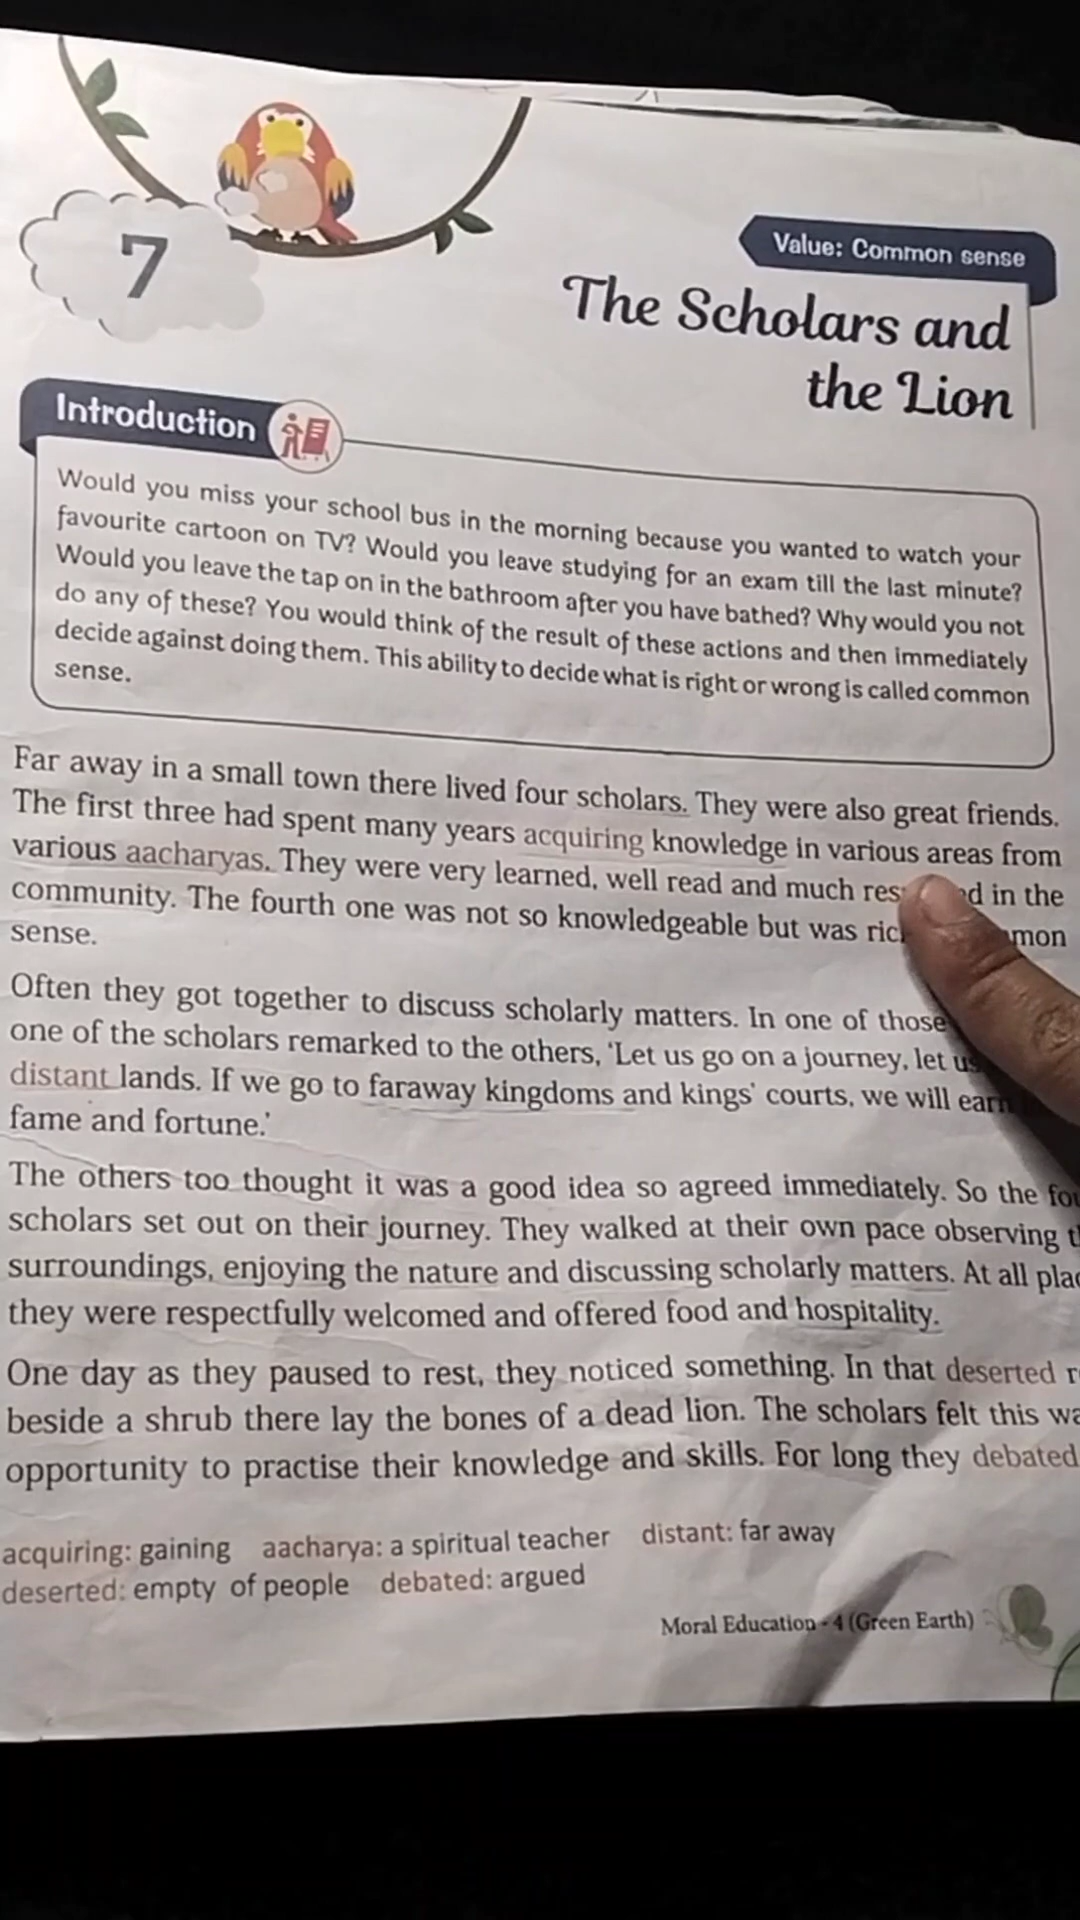 7
Value: Common sense
The Scholars and
the Lion
Introduction
Would you miss your school bus in the morning because you wanted to watch your
favourite cartoon on TV? Would you leave studying for an exam till the last minute?
Would you leave the tap on in the bathroom after you have bathed? Why would you not
do any of these? You would think of the result of these actions and then immediately
decide against doing them. This ability to decide what is right or wrong is called common
sense.
Far away in a small town there lived four scholars. They were also great friends.
The first three had spent many years acquiring knowledge in various areas from
various aacharyas. They were very learned, well read and much in the
community. The fourth one was not so knowledgeable but was
sense.
Often they got together to discuss scholarly matters. In one of those
one of the scholars remarked to the others, 'Let us go on a journey, let
distant lands. If we go to faraway kingdoms and kings' courts, we will earn
fame and fortune.'
The others too thought it was a good idea so agreed immediately. So the
scholars set out on their journey. They walked at their own pace observing
surroundings, enjoying the nature and discussing scholarly matters. At all
they were respectfully welcomed and offered food and hospitality.
One day as they paused to rest, they noticed something. In that deserted
beside a shrub there lay the bones of a dead lion. The scholars felt this
opportunity to practise their knowledge and skills. For long they debated
acquiring: gaining aacharya: a spiritual teacher distant: far away
deserted: empty of people debated: argued
Moral Education - 4 (Green Earth)